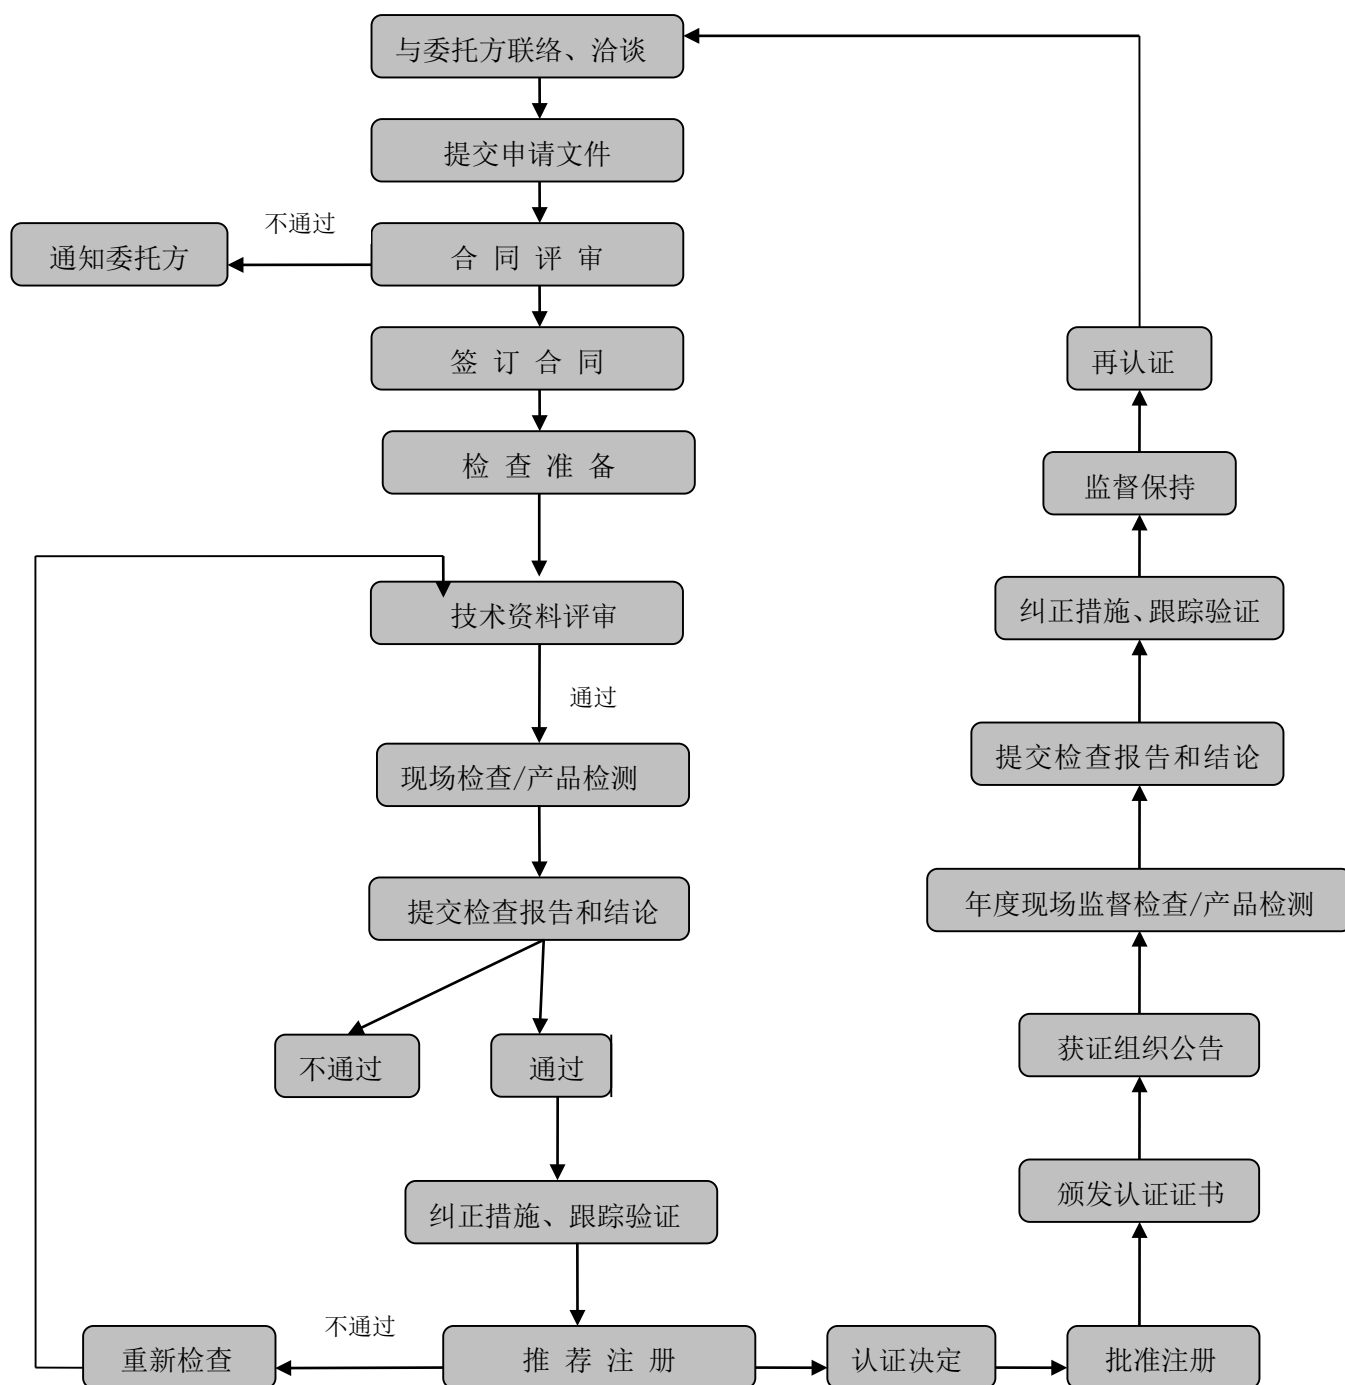 与委托方联络、洽谈
提交申请文件
不通过
通知委托方
合 同 评 审
签 订 合 同
再认证
检 查 准 备
监督保持
技术资料评审
纠正措施、跟踪验证
通过
现场检查/产品检测
提交检查报告和结论
提交检查报告和结论
年度现场监督检查/产品检测
不通过
通过
获证组织公告
纠正措施、跟踪验证
颁发认证证书
不通过
重新检查
推 荐 注 册
认证决定
批准注册